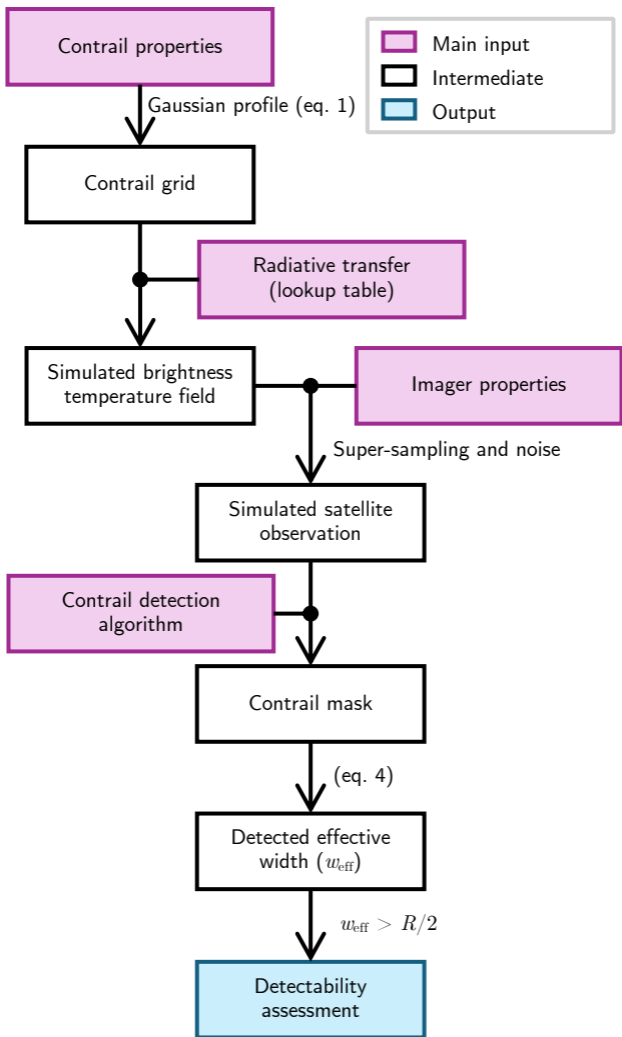 Contrail properties
Main input
Intermediate
Output
Gaussian profile (eq. 1)
Contrail grid
Radiative transfer
(lookup table)
Simulated brightness
temperature field
Imager properties
Super-sampling and noise
Simulated satellite
observation
Contrail detection
algorithm
Contrail mask
(eq. 4)
Detected effective
width (w_eff)
w_eff > R/2
Detectability
assessment